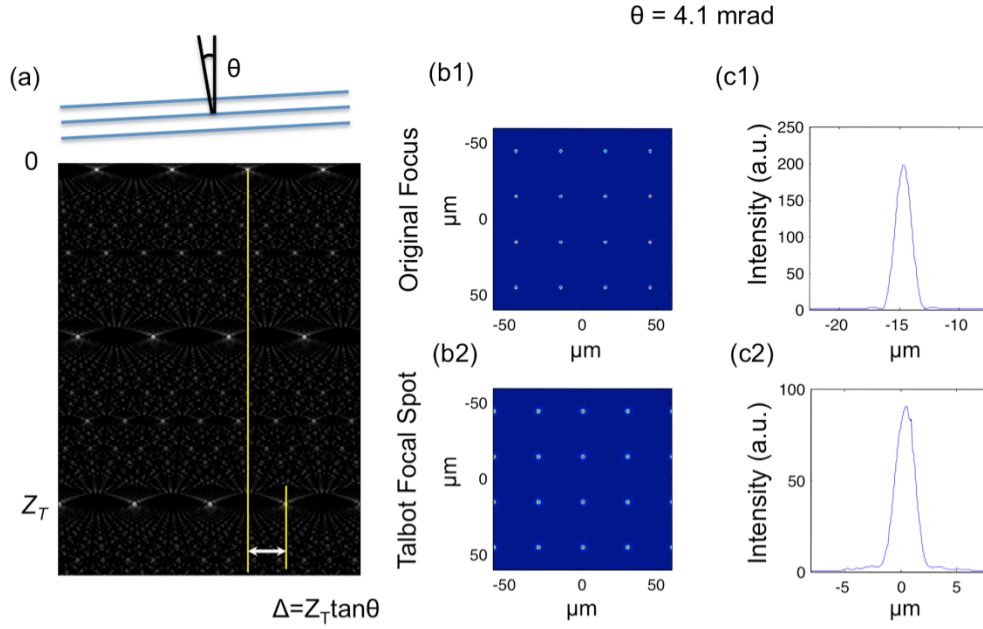 θ = 4.1 mrad
(a)
θ
0
Z_T
Δ=Z_Ttanθ
(b1)
Original Focus
-50
0
50
µm
-50
0
50
µm
(c1)
Intensity (a.u.)
250
200
150
100
50
0
-20
-15
-10
µm
(b2)
Talbot Focal Spot
-50
0
50
µm
-50
0
50
µm
(c2)
Intensity (a.u.)
100
50
0
-5
0
5
µm